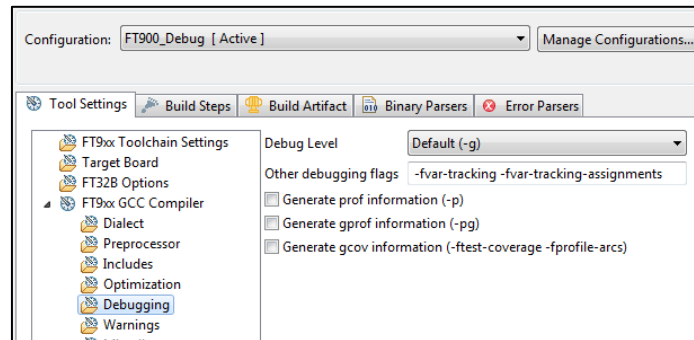 Configuration: FT900_Debug [ Active ] Manage Configurations...
Tool Settings Build Steps Build Artifact Binary Parsers Error Parsers
FT9xx Toolchain Settings
Target Board
FT32B Options
FT9xx GCC Compiler
Dialect
Preprocessor
Includes
Optimization
Debugging
Warnings
Debug Level Default (-g)
Other debugging flags -fvar-tracking -fvar-tracking-assignments
Generate prof information (-p)
Generate gprof information (-pg)
Generate gcov information (-ftest-coverage -fprofile-arcs)